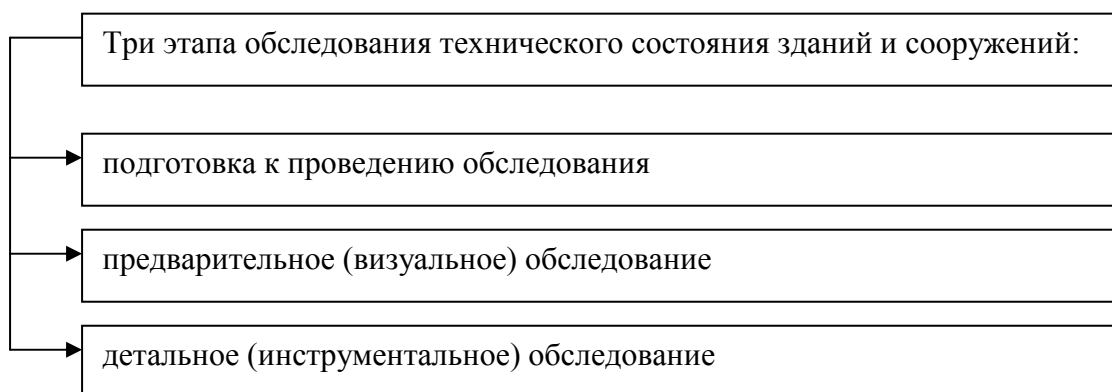 Три этапа обследования технического состояния зданий и сооружений:
подготовка к проведению обследования
предварительное (визуальное) обследование
детальное (инструментальное) обследование